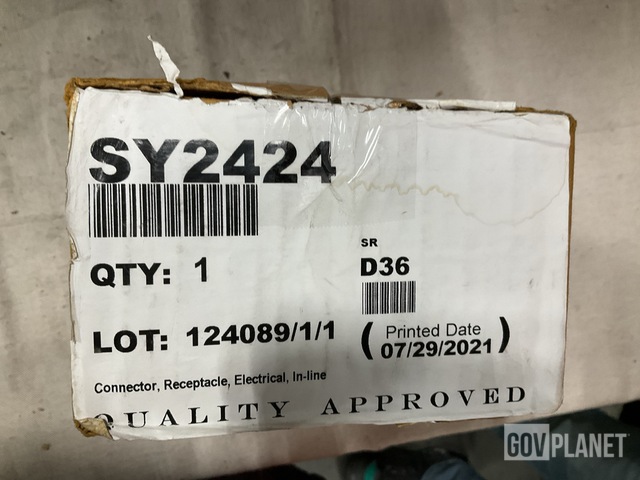 SY2424
QTY: 1
SR
D36
LOT: 124089/1/1
(Printed Date
07/29/2021)
Connector, Receptacle, Electrical, In-line
QUALITY APPROVED
GOVPLANET